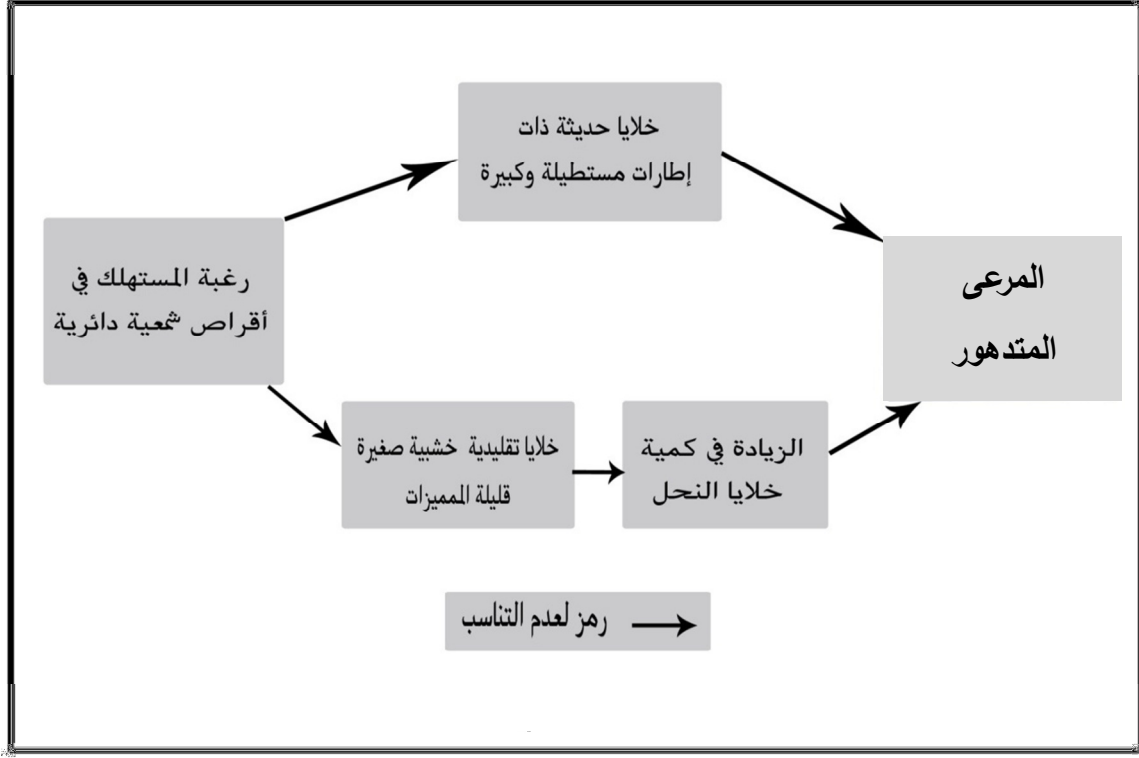 خلايا حديثة ذات
إطارات مستطيلة وكبيرة
المرعى
المتدهور
رغبة المستهلك في
أقراص شمعية دائرية
خلايا تقليدية خشبية صغيرة
قليلة المميزات
الزيادة في كمية
خلايا النحل
رمز لعدم التناسب